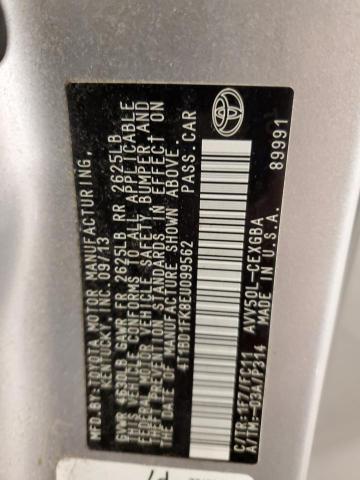 MFD.BY:TOYOTA MOTOR MANUFACTURING,
KENTUCKY, INC. 09/13
GVWR 4630LB GAWR FR 2625LB RR 2625LB
THIS VEHICLE CONFORMS TO ALL APPLICABLE
FEDERAL MOTOR VEHICLE SAFETY, BUMPER AND
THEFT PREVENTION STANDARDS IN EFFECT ON
THE DATE OF MANUFACTURE SHOWN ABOVE.
4T1BD1FK8EU099562 PASS.CAR
C/TR:1F7/FC11 AVV50L-CEXGBA
A/TM:-03A/P314 MADE IN U.S.A.
89991